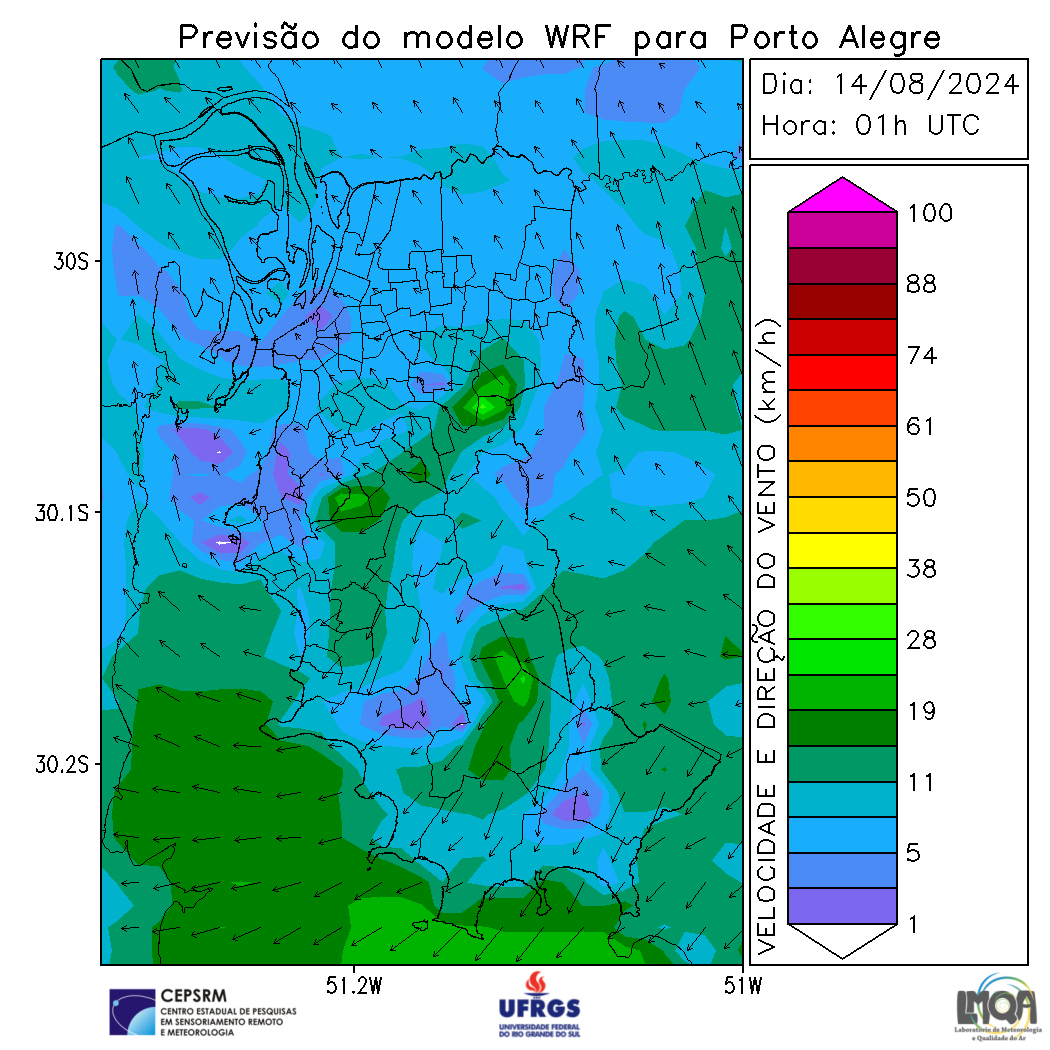 Previsão do modelo WRF para Porto Alegre
Dia: 14/08/2024
Hora: 01h UTC
30S
30.1S
30.2S
51.2W
51W
VELOCIDADE E DIREÇÃO DO VENTO (km/h)
100
88
74
61
50
38
28
19
11
5
1
CEPSRM
CENTRO ESTADUAL DE PESQUISAS
EM SENSORIAMENTO REMOTO
E METEOROLOGIA
UFRGS
UNIVERSIDADE FEDERAL
DO RIO GRANDE DO SUL
LMQA
Laboratório de Meteorologia
e Qualidade do Ar